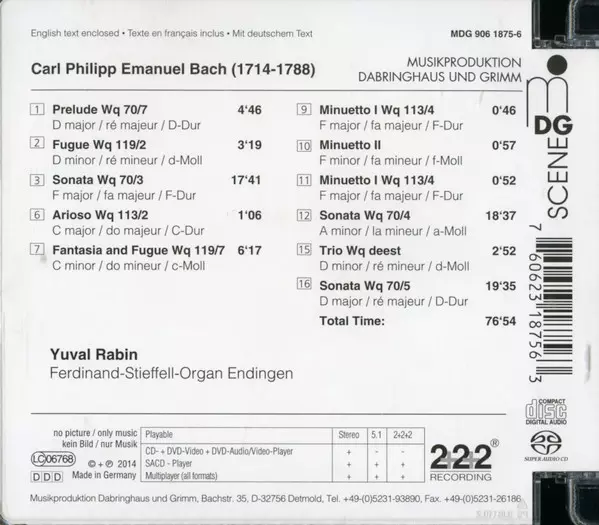 English text enclosed • Texte en français inclus • Mit deutschem Text
MDG 906 1875-6
Carl Philipp Emanuel Bach (1714-1788)
MUSIKPRODUKTION
DABRINGHAUS UND GRIMM
DG
SCENE
1 Prelude Wq 70/7 4‘46
D major / ré majeur / D-Dur
2 Fugue Wq 119/2 3‘19
D minor / ré mineur / d-Moll
3 Sonata Wq 70/3 17‘41
F major / fa majeur / F-Dur
6 Arioso Wq 113/2 1‘06
C major / do majeur / C-Dur
7 Fantasia and Fugue Wq 119/7 6‘17
C minor / do mineur / c-Moll
9 Minuetto I Wq 113/4 0‘46
F major / fa majeur / F-Dur
10 Minuetto II 0‘57
F minor / fa mineur / f-Moll
11 Minuetto I Wq 113/4 0‘52
F major / fa majeur / F-Dur
12 Sonata Wq 70/4 18‘37
A minor / la mineur / a-Moll
15 Trio Wq deest 2‘52
D minor / ré mineur / d-Moll
16 Sonata Wq 70/5 19‘35
D major / ré majeur / D-Dur
Total Time: 76‘54
7 60623 18756 3
Yuval Rabin
Ferdinand-Stieffell-Organ Endingen
COMPACT
disc
DIGITAL AUDIO
SUPER AUDIO CD
no picture / only music
kein Bild / nur Musik
LC 06768
© + ℗ 2014
DDD
Made in Germany
Playable Stereo 5.1 2+2+2
CD- + DVD-Video + DVD-Audio/Video-Player + - -
SACD - Player + + -
Multiplayer (all formats) + + +
2+2+2®
RECORDING
Musikproduktion Dabringhaus und Grimm, Bachstr. 35, D-32756 Detmold, Tel. +49-(0)5231-93890, Fax-(0)5231-26186